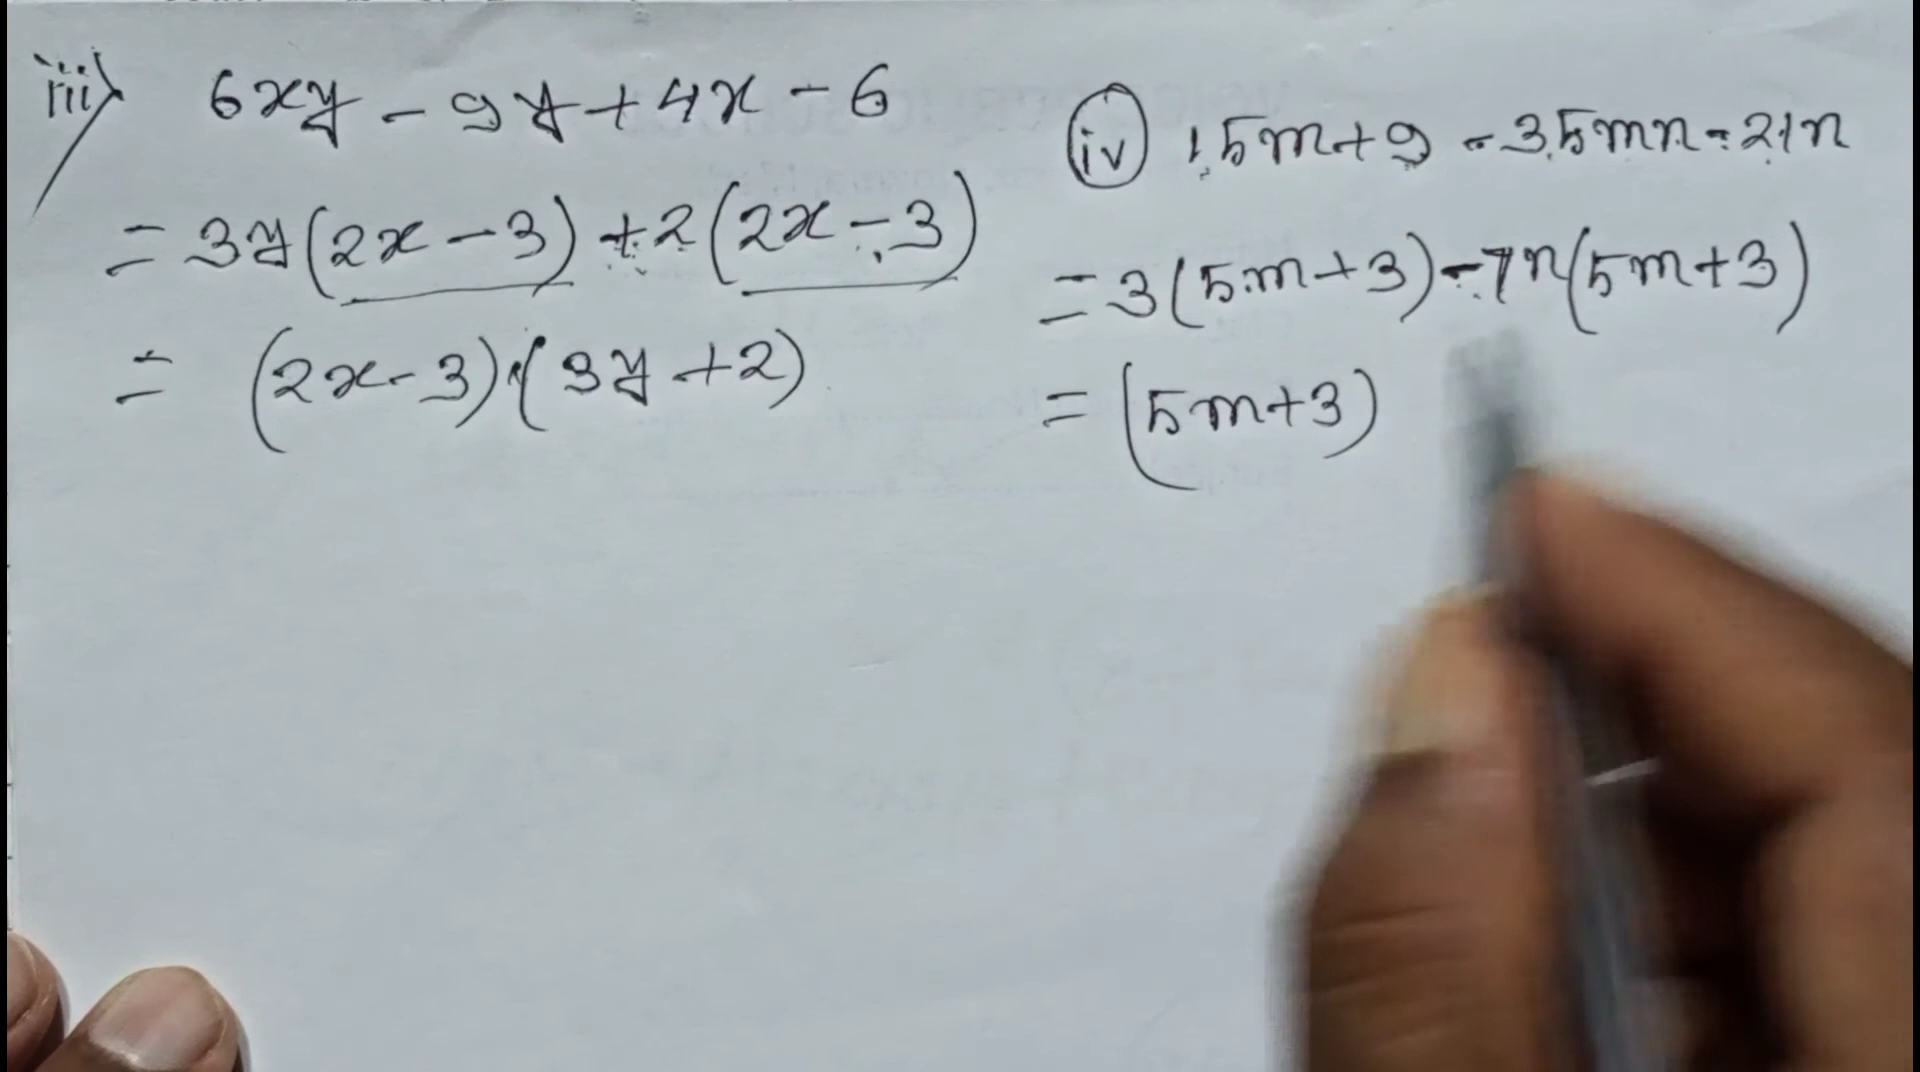 iii) 6xy - 9y + 4x - 6
= 3y(2x - 3) + 2(2x - 3)
= (2x - 3)(3y + 2)
iv 15m + 9 - 35mn - 21n
= 3(5m + 3) - 7n(5m + 3)
= (5m + 3)